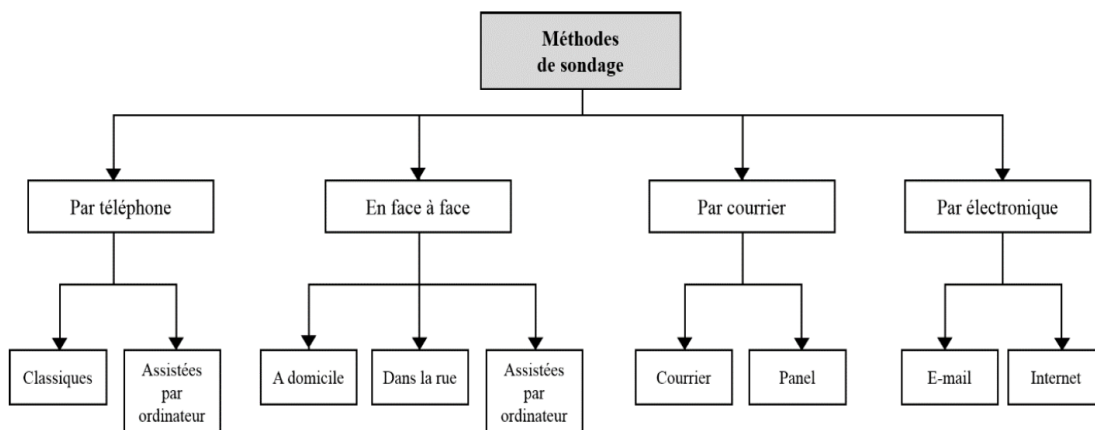 Méthodes
de sondage
Par téléphone
En face à face
Par courrier
Par électronique
Classiques
Assistées
par
ordinateur
A domicile
Dans la rue
Assistées
par
ordinateur
Courrier
Panel
E-mail
Internet